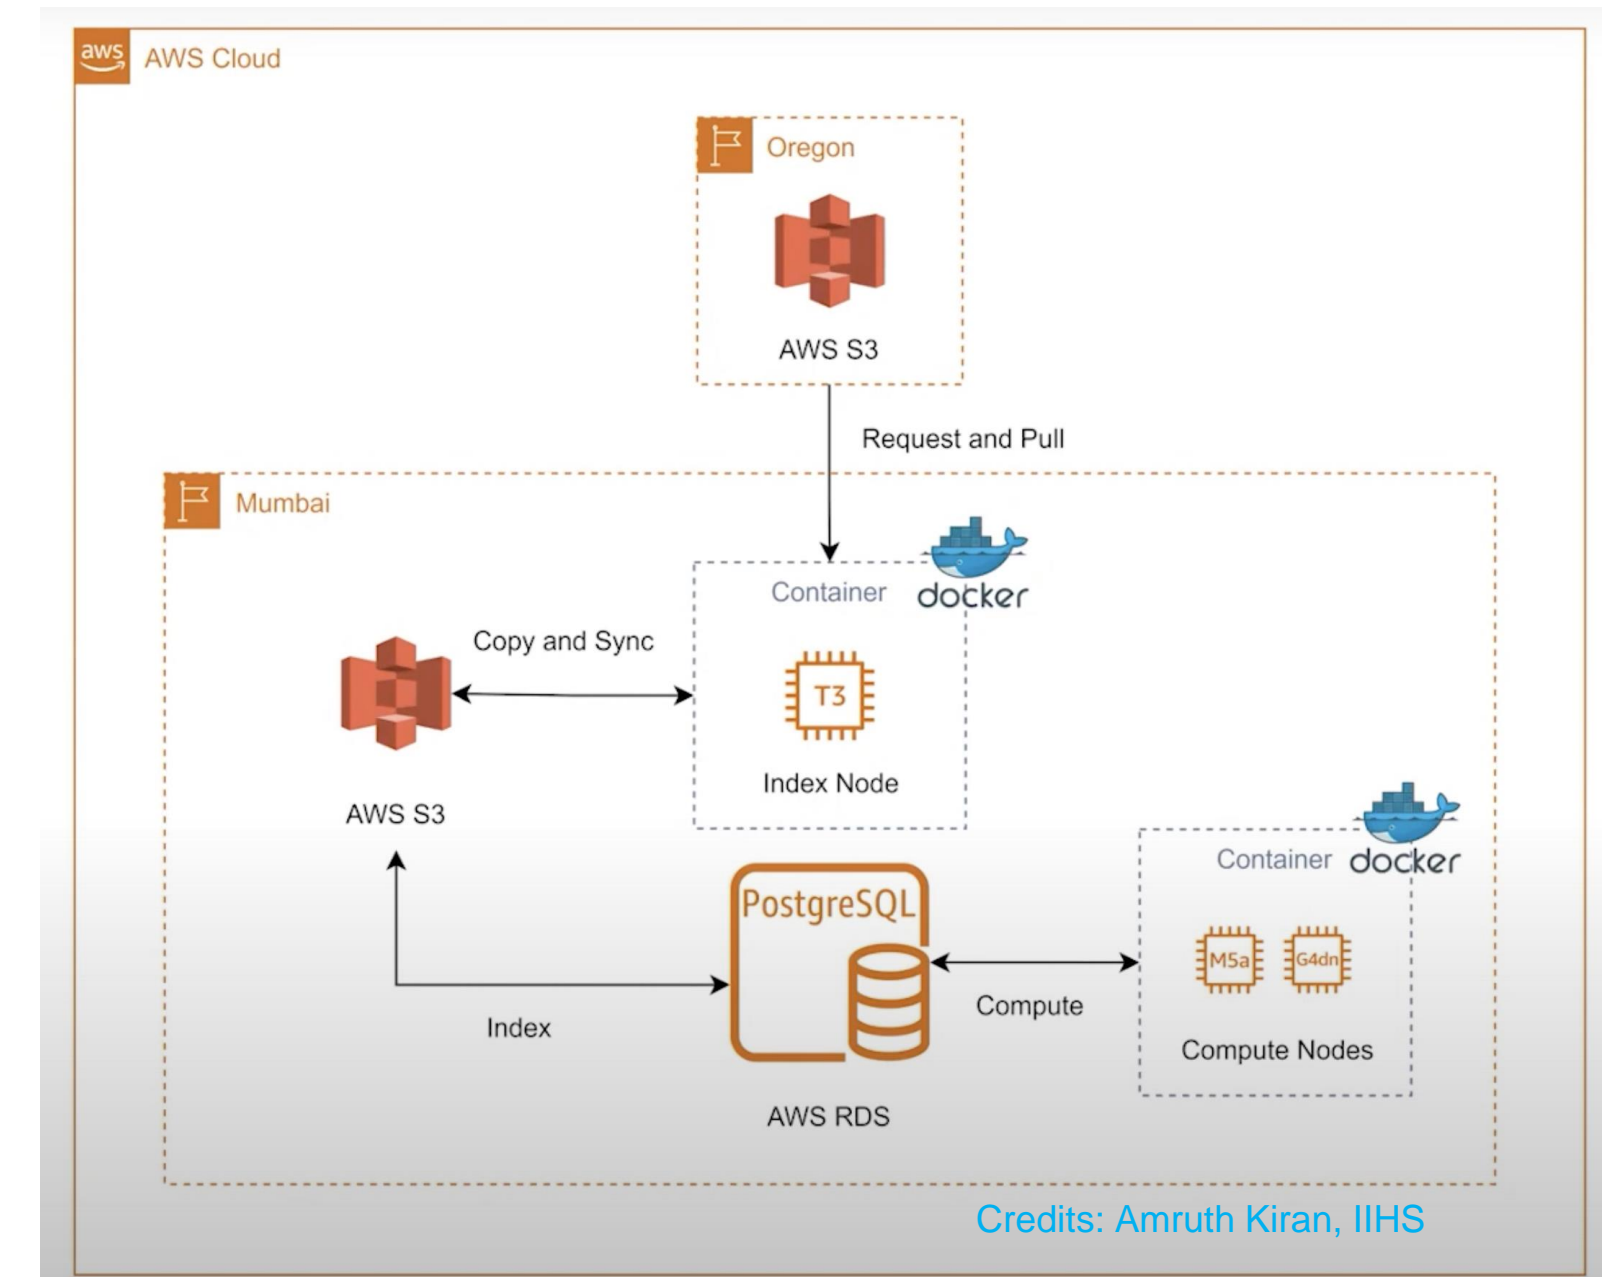 aws
AWS Cloud
Oregon
AWS S3
Request and Pull
Mumbai
Container
docker
Copy and Sync
T3
Index Node
AWS S3
Container
docker
PostgreSQL
M5a
G4dn
Compute
Index
Compute Nodes
AWS RDS
Credits: Amruth Kiran, IIHS